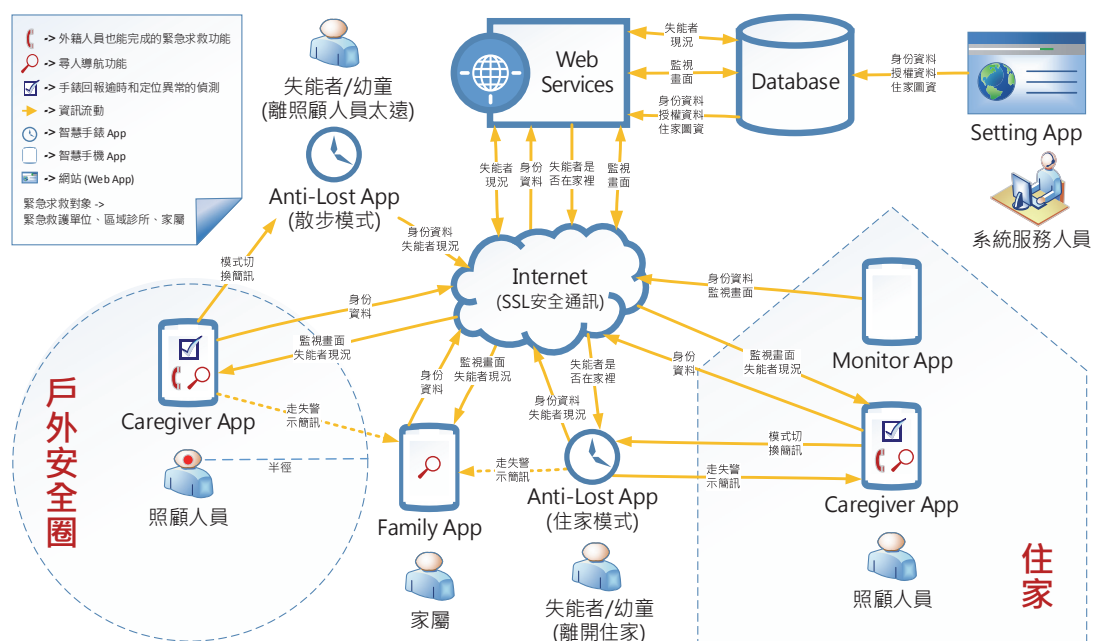 -> 外籍人員也能完成的緊急求救功能
-> 尋人導航功能
-> 手錶回報逾時和定位異常的偵測
-> 資訊流動
-> 智慧手錶 App
-> 智慧手機 App
-> 網站 (Web App)
緊急求救對象 ->
緊急救護單位、區域診所、家屬
失能者/幼童
(離照顧人員太遠)
Anti-Lost App
(散步模式)
Web
Services
失能者
現況
監視
畫面
身份資料
授權資料
住家圖資
Database
身份資料
授權資料
住家圖資
Setting App
系統服務人員
失能者
現況
身份
資料
失能者是
否在家裡
監視
畫面
身份資料
失能者現況
模式切
換簡訊
Internet
(SSL安全通訊)
身份資料
監視畫面
Monitor App
身份
資料
監視畫面
失能者現況
Caregiver App
走失警
示簡訊
戶外安全圈
半徑
照顧人員
身份
資料
監視畫面
失能者現況
失能者是
否在家裡
身份資料
失能者現況
身份
資料
監視畫面
失能者現況
模式切
換簡訊
走失警
示簡訊
走失警
示簡訊
Family App
家屬
Anti-Lost App
(住家模式)
失能者/幼童
(離開住家)
Caregiver App
照顧人員
住家